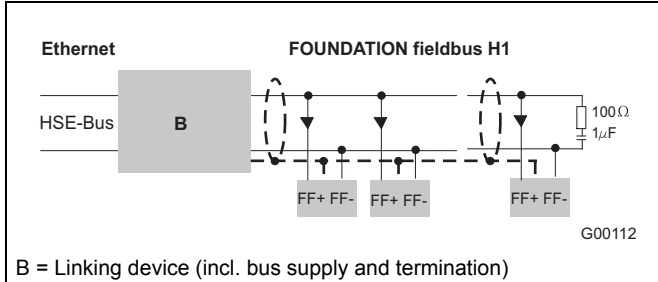 Ethernet FOUNDATION fieldbus H1
HSE-Bus B 100Ω
1µF
FF+ FF- FF+ FF- FF+ FF-
G00112
B = Linking device (incl. bus supply and termination)